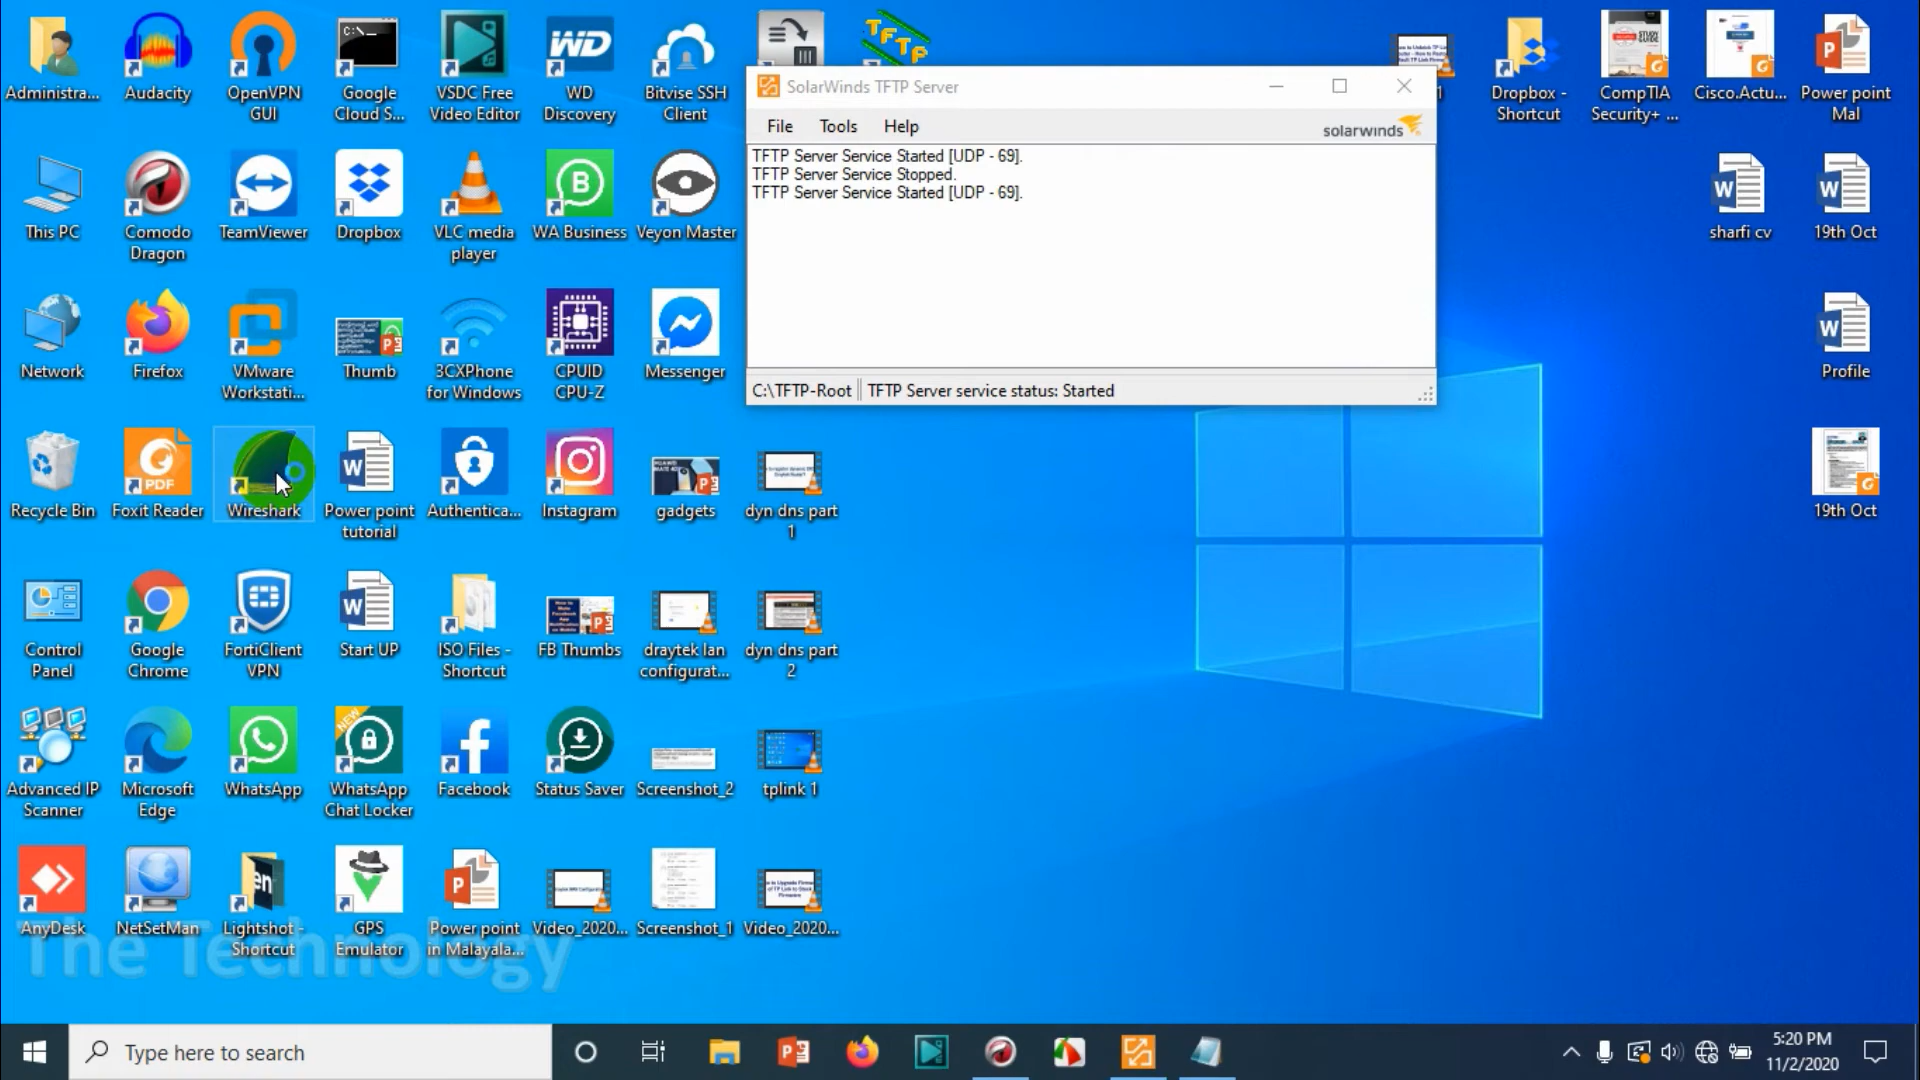 Administra...
Audacity
OpenVPN
GUI
C:\_
Google
Cloud S...
VSDC Free
Video Editor
WD
WD
Discovery
Bitvise SSH
Client
TFTP
SolarWinds TFTP Server
File Tools Help
solarwinds
TFTP Server Service Started [UDP - 69].
TFTP Server Service Stopped.
TFTP Server Service Started [UDP - 69].
C:\TFTP-Root
TFTP Server service status: Started
1
Dropbox -
Shortcut
STUDY
GUIDE
CompTIA
Security+ ...
Cisco.Actu...
Power point
Mal
This PC
Comodo
Dragon
TeamViewer
Dropbox
VLC media
player
WA Business
Veyon Master
sharfi cv
19th Oct
Network
Firefox
VMware
Workstati...
Thumb
3CXPhone
for Windows
CPUID
CPU-Z
Messenger
Profile
Recycle Bin
PDF
Foxit Reader
Wireshark
Power point
tutorial
Authentica...
Instagram
gadgets
dyn dns part
1
19th Oct
Control
Panel
Google
Chrome
FortiClient
VPN
Start UP
ISO Files -
Shortcut
FB Thumbs
draytek lan
configurat...
dyn dns part
2
Advanced IP
Scanner
Microsoft
Edge
WhatsApp
NEW
WhatsApp
Chat Locker
Facebook
Status Saver
Screenshot_2
tplink 1
AnyDesk
NetSetMan
en
Lightshot -
Shortcut
GPS
Emulator
Power point
in Malayala...
Video_2020...
Screenshot_1
Video_2020...
The Technology
Type here to search
5:20 PM
11/2/2020